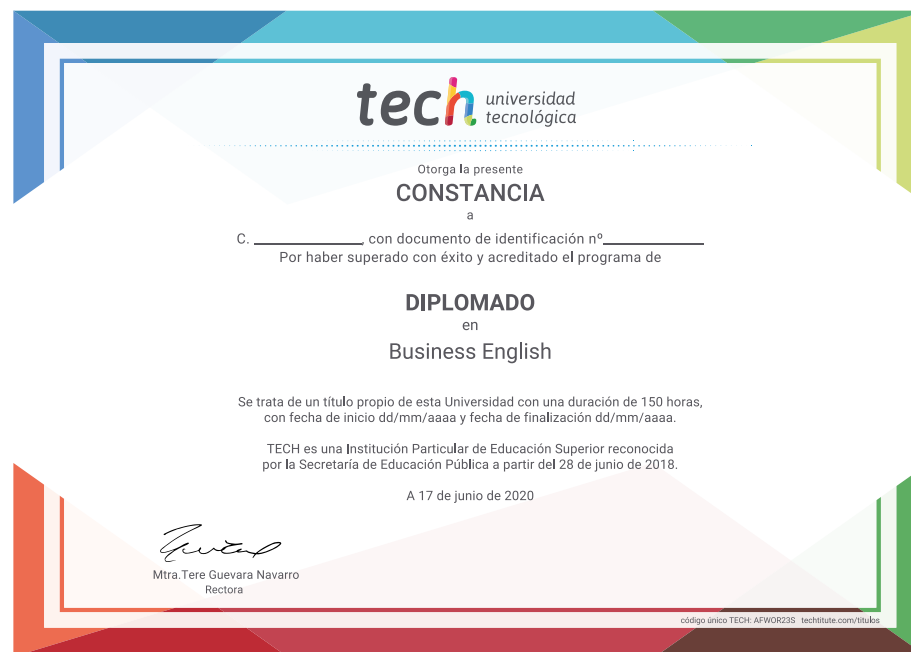 tech universidad
tecnológica
Otorga la presente
CONSTANCIA
a
C. ____________, con documento de identificación nº____________
Por haber superado con éxito y acreditado el programa de
DIPLOMADO
en
Business English
Se trata de un título propio de esta Universidad con una duración de 150 horas,
con fecha de inicio dd/mm/aaaa y fecha de finalización dd/mm/aaaa.
TECH es una Institución Particular de Educación Superior reconocida
por la Secretaría de Educación Pública a partir del 28 de junio de 2018.
A 17 de junio de 2020
Mtra.Tere Guevara Navarro
Rectora
código único TECH: AFWOR23S techtitute.com/titulos